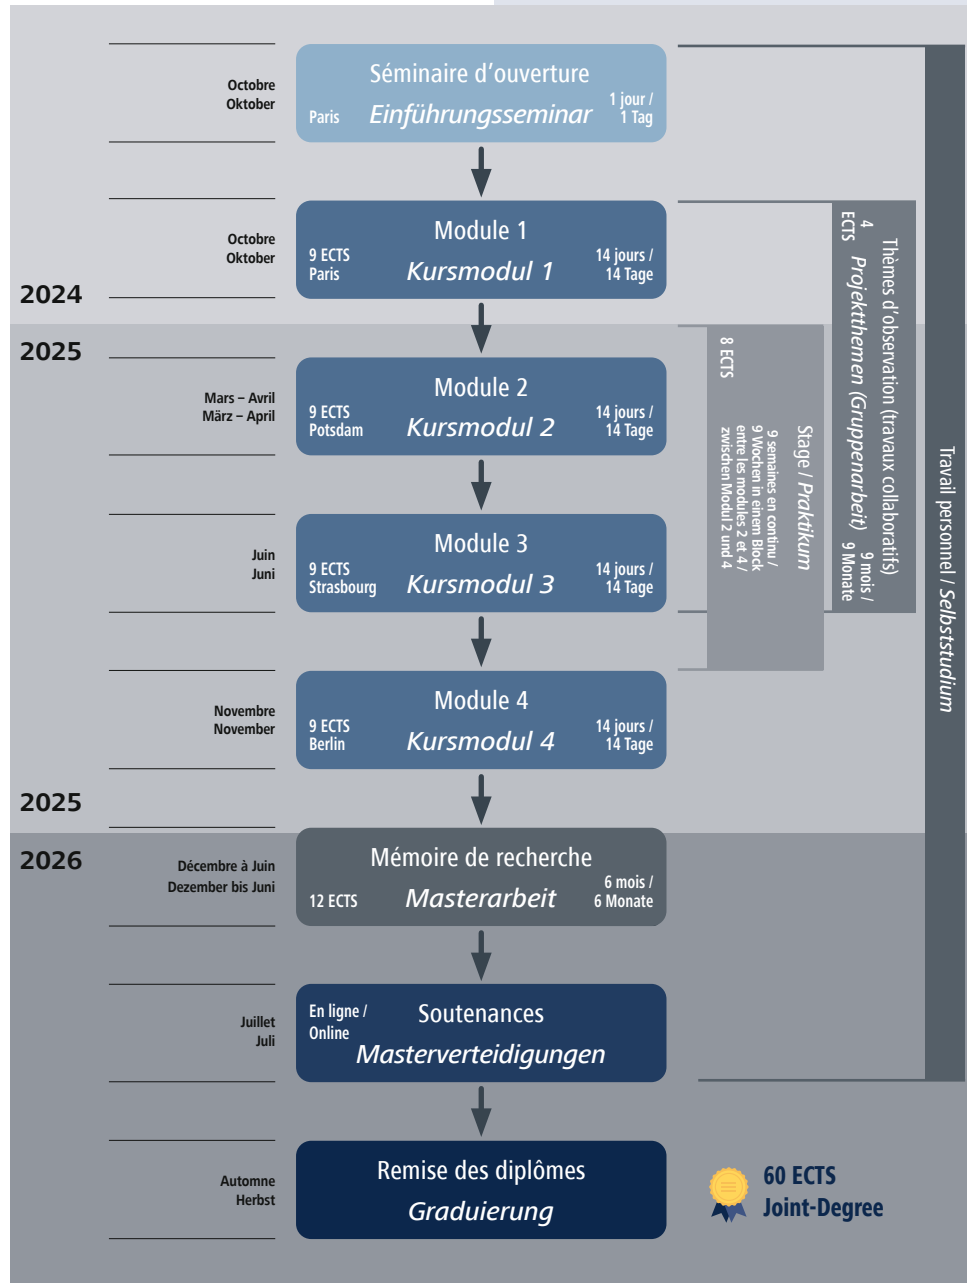 Octobre
Oktober
Séminaire d’ouverture
Paris
Einführungsseminar
1 jour /
1 Tag
Octobre
Oktober
Module 1
9 ECTS
Paris
Kursmodul 1
14 jours /
14 Tage
2024
2025
Mars – Avril
März – April
Module 2
9 ECTS
Potsdam
Kursmodul 2
14 jours /
14 Tage
Juin
Juni
Module 3
9 ECTS
Strasbourg
Kursmodul 3
14 jours /
14 Tage
Novembre
November
Module 4
9 ECTS
Berlin
Kursmodul 4
14 jours /
14 Tage
2025
2026
Décembre à Juin
Dezember bis Juni
Mémoire de recherche
12 ECTS
Masterarbeit
6 mois /
6 Monate
Juillet
Juli
En ligne /
Online
Soutenances
Masterverteidigungen
Automne
Herbst
Remise des diplômes
Graduierung
8 ECTS
Stage / Praktikum
9 semaines en continu /
9 Wochen in einem Block
entre les modules 2 et 4 /
zwischen Modul 2 und 4
4
ECTS
Thèmes d’observation (travaux collaboratifs)
Projektthemen (Gruppenarbeit)
9 mois /
9 Monate
Travail personnel / Selbststudium
60 ECTS
Joint-Degree